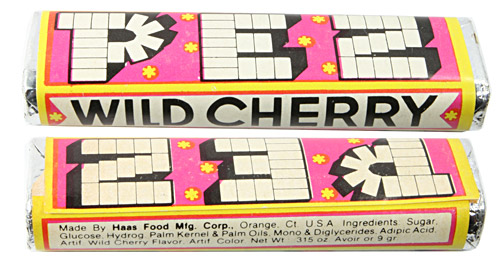 PEZ
WILD CHERRY
PEZ
Made By Haas Food Mfg. Corp., Orange, Ct. U.S.A. Ingredients: Sugar,
Glucose, Hydrog. Palm Kernel & Palm Oils, Mono & Diglycerides, Adipic Acid,
Artif. Wild Cherry Flavor, Artif. Color. Net Wt. .315 oz. Avoir or 9 gr.